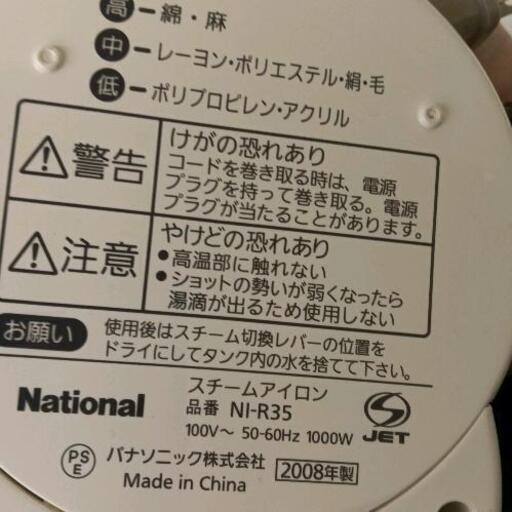 高-綿・麻
中-レーヨン・ポリエステル・絹・毛
低-ポリプロピレン・アクリル
警告
けがの恐れあり
コードを巻き取る時は、電源
プラグを持って巻き取る。電源
プラグが当たることがあります。
注意
やけどの恐れあり
●高温部に触れない
●ショットの勢いが弱くなったら
湯滴が出るため使用しない
お願い
使用後はスチーム切換レバーの位置を
ドライにしてタンク内の水を捨てて下さい。
National
スチームアイロン
品番 NI-R35
100V～ 50-60Hz 1000W
JET
PS
E
パナソニック株式会社
2008年製
Made in China